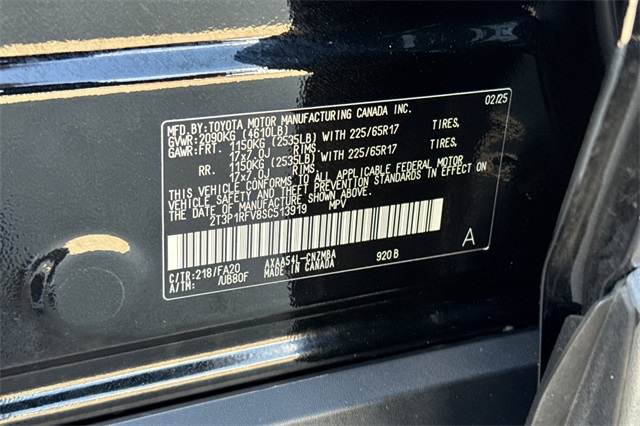 MFD. BY: TOYOTA MOTOR MANUFACTURING CANADA INC. 02/25
GVWR: 2090KG (4610LB)
GAWR: FRT. 1150KG (2535LB) WITH 225/65R17 TIRES,
17x7.0J RIMS.
RR. 1150KG (2535LB) WITH 225/65R17 TIRES,
17x7.0J RIMS.
THIS VEHICLE CONFORMS TO ALL APPLICABLE FEDERAL MOTOR
VEHICLE SAFETY AND THEFT PREVENTION STANDARDS IN EFFECT ON
THE DATE OF MANUFACTURE SHOWN ABOVE.
2T3P1RFV8SC513919 MPV
A
C/TR:218/FA20 AXAA54L-CNZMBA 920B
A/TM: /UB80F MADE IN CANADA